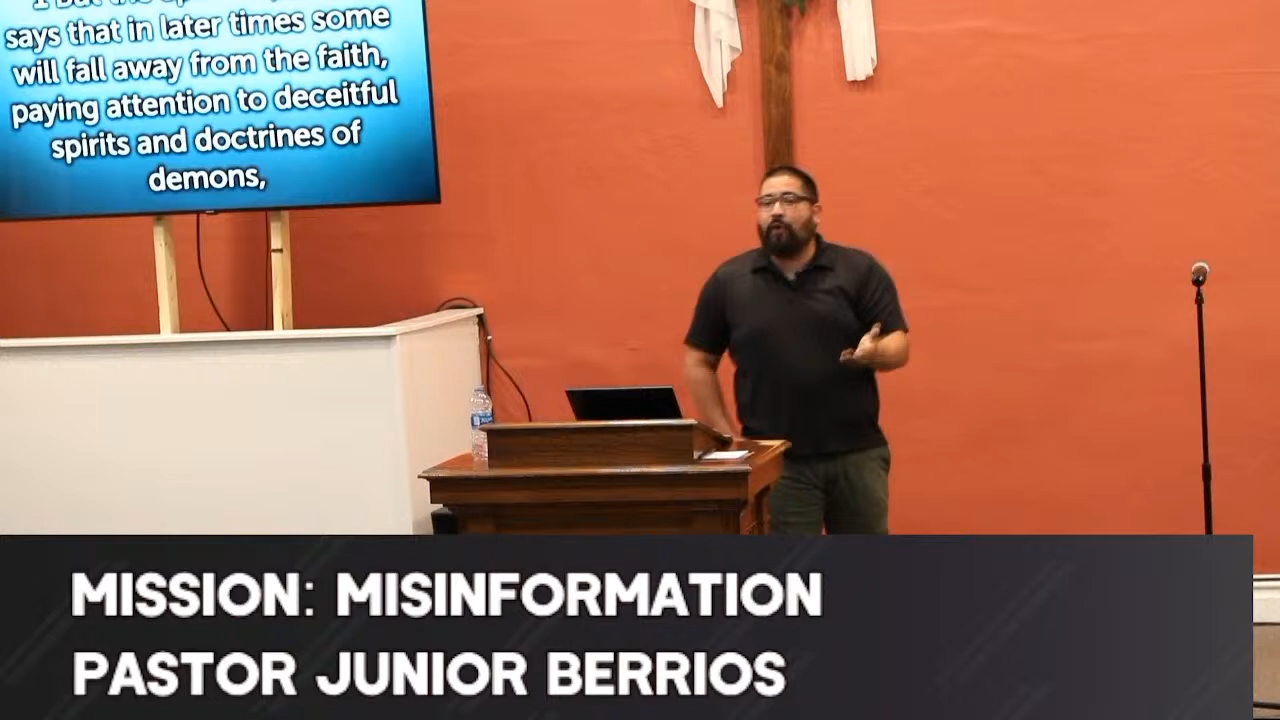 says that in later times some
will fall away from the faith,
paying attention to deceitful
spirits and doctrines of
demons,
MISSION: MISINFORMATION
PASTOR JUNIOR BERRIOS